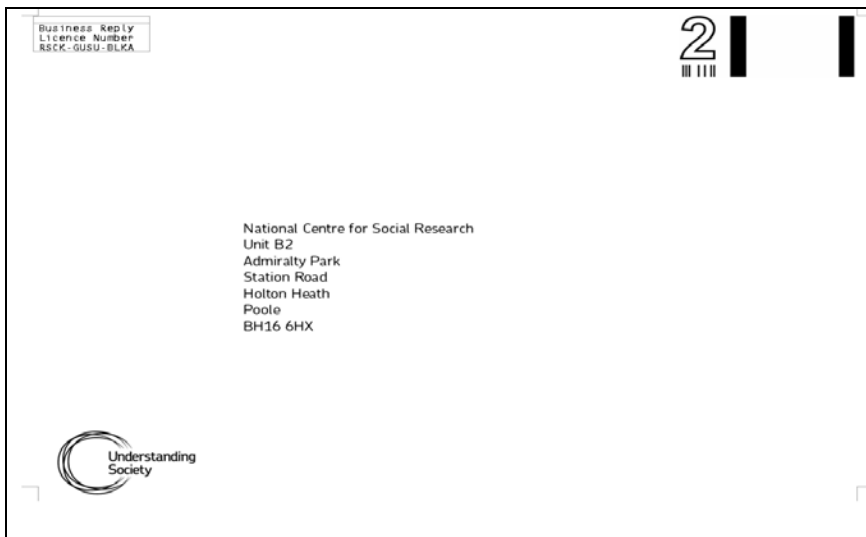 Business Reply
Licence Number
RSCK-GUSU-BLKA
2
National Centre for Social Research
Unit B2
Admiralty Park
Station Road
Holton Heath
Poole
BH16 6HX
Understanding
Society